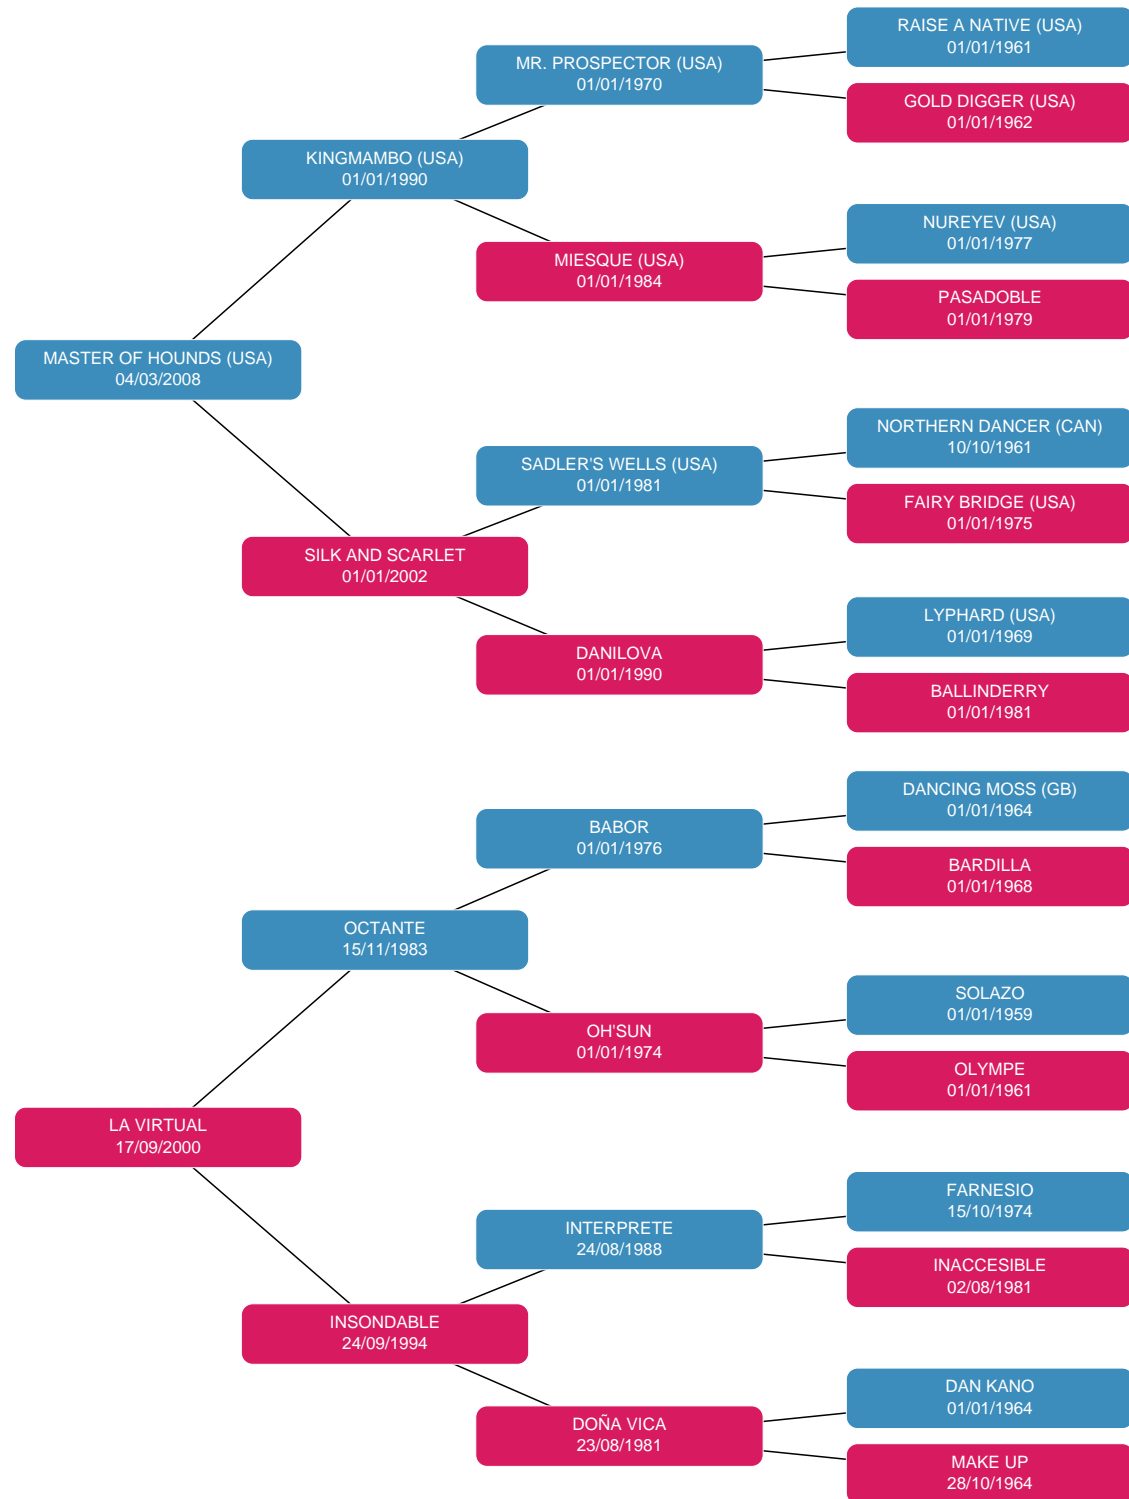 RAISE A NATIVE (USA)
01/01/1961
MR. PROSPECTOR (USA)
01/01/1970
GOLD DIGGER (USA)
01/01/1962
KINGMAMBO (USA)
01/01/1990
NUREYEV (USA)
01/01/1977
MIESQUE (USA)
01/01/1984
PASADOBLE
01/01/1979
MASTER OF HOUNDS (USA)
04/03/2008
NORTHERN DANCER (CAN)
10/10/1961
SADLER'S WELLS (USA)
01/01/1981
FAIRY BRIDGE (USA)
01/01/1975
SILK AND SCARLET
01/01/2002
LYPHARD (USA)
01/01/1969
DANILOVA
01/01/1990
BALLINDERRY
01/01/1981
DANCING MOSS (GB)
01/01/1964
BABOR
01/01/1976
BARDILLA
01/01/1968
OCTANTE
15/11/1983
SOLAZO
01/01/1959
OH'SUN
01/01/1974
OLYMPE
01/01/1961
LA VIRTUAL
17/09/2000
FARNESIO
15/10/1974
INTERPRETE
24/08/1988
INACCESIBLE
02/08/1981
INSONDABLE
24/09/1994
DAN KANO
01/01/1964
DOÑA VICA
23/08/1981
MAKE UP
28/10/1964